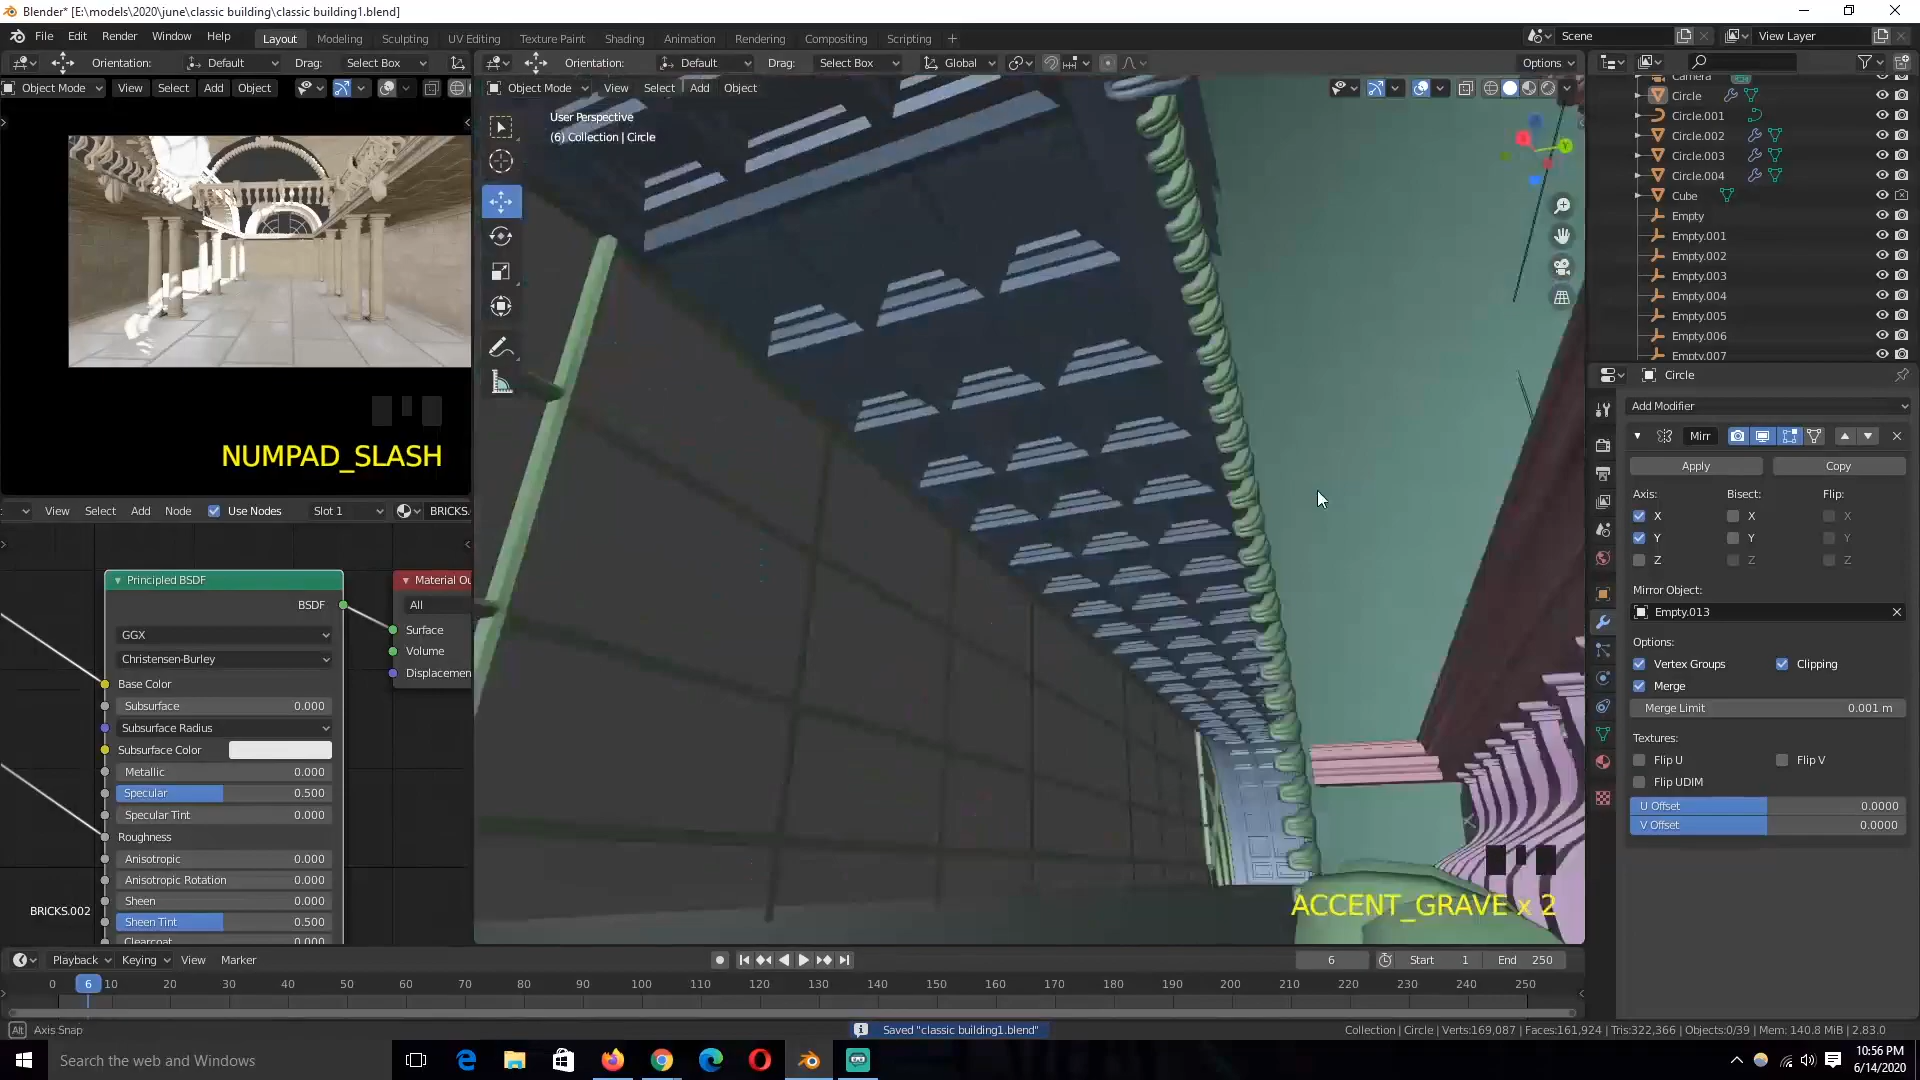 Blender* [E:\models\2020\june\classic building\classic building1.blend]
File Edit Render Window Help Layout Modeling Sculpting UV Editing Texture Paint Shading Animation Rendering Compositing Scripting + Scene View Layer
Orientation: Default Drag: Select Box Orientation: Default Drag: Select Box Global Options
Object Mode View Select Add Object Object Mode View Select Add Object
User Perspective
(6) Collection | Circle
Camera
Circle
Circle.001
Circle.002
Circle.003
Circle.004
Cube
Empty
Empty.001
Empty.002
Empty.003
Empty.004
Empty.005
Empty.006
Empty.007
NUMPAD_SLASH
View Select Add Node Use Nodes Slot 1 BRICKS.
Principled BSDF
BSDF
GGX
Christensen-Burley
Base Color
Subsurface 0.000
Subsurface Radius
Subsurface Color
Metallic 0.000
Specular 0.500
Specular Tint 0.000
Roughness
Anisotropic 0.000
Anisotropic Rotation 0.000
Sheen 0.000
Sheen Tint 0.500
Clearcoat 0.000
BRICKS.002
Material Ou
All
Surface
Volume
Displacemen
Circle
Add Modifier
Mirr
Apply Copy
Axis: Bisect: Flip:
X X X
Y Y Y
Z Z Z
Mirror Object:
Empty.013
Options:
Vertex Groups Clipping
Merge
Merge Limit 0.001 m
Textures:
Flip U Flip V
Flip UDIM
U Offset 0.0000
V Offset 0.0000
ACCENT_GRAVE x 2
Playback Keying View Marker 6 Start 1 End 250
0 6 10 20 30 40 50 60 70 80 90 100 110 120 130 140 150 160 170 180 190 200 210 220 230 240 250
Alt Axis Snap Saved "classic building1.blend" Collection | Circle | Verts:169,087 | Faces:161,924 | Tris:322,366 | Objects:0/39 | Mem: 140.8 MiB | 2.83.0
Search the web and Windows
10:56 PM
6/14/2020